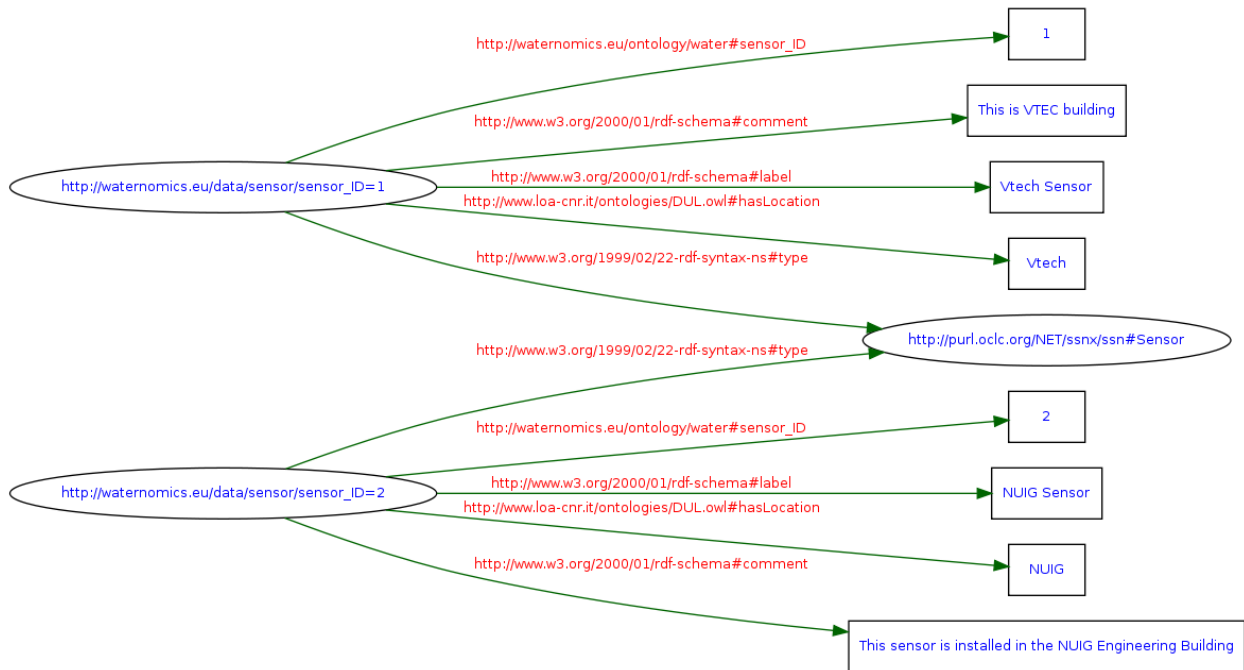 http://waternomics.eu/ontology/water#sensor_ID
1
http://www.w3.org/2000/01/rdf-schema#comment
This is VTEC building
http://waternomics.eu/data/sensor/sensor_ID=1
http://www.w3.org/2000/01/rdf-schema#label
Vtech Sensor
http://www.loa-cnr.it/ontologies/DUL.owl#hasLocation
Vtech
http://www.w3.org/1999/02/22-rdf-syntax-ns#type
http://purl.oclc.org/NET/ssnx/ssn#Sensor
http://www.w3.org/1999/02/22-rdf-syntax-ns#type
http://waternomics.eu/ontology/water#sensor_ID
2
http://waternomics.eu/data/sensor/sensor_ID=2
http://www.w3.org/2000/01/rdf-schema#label
NUIG Sensor
http://www.loa-cnr.it/ontologies/DUL.owl#hasLocation
NUIG
http://www.w3.org/2000/01/rdf-schema#comment
This sensor is installed in the NUIG Engineering Building